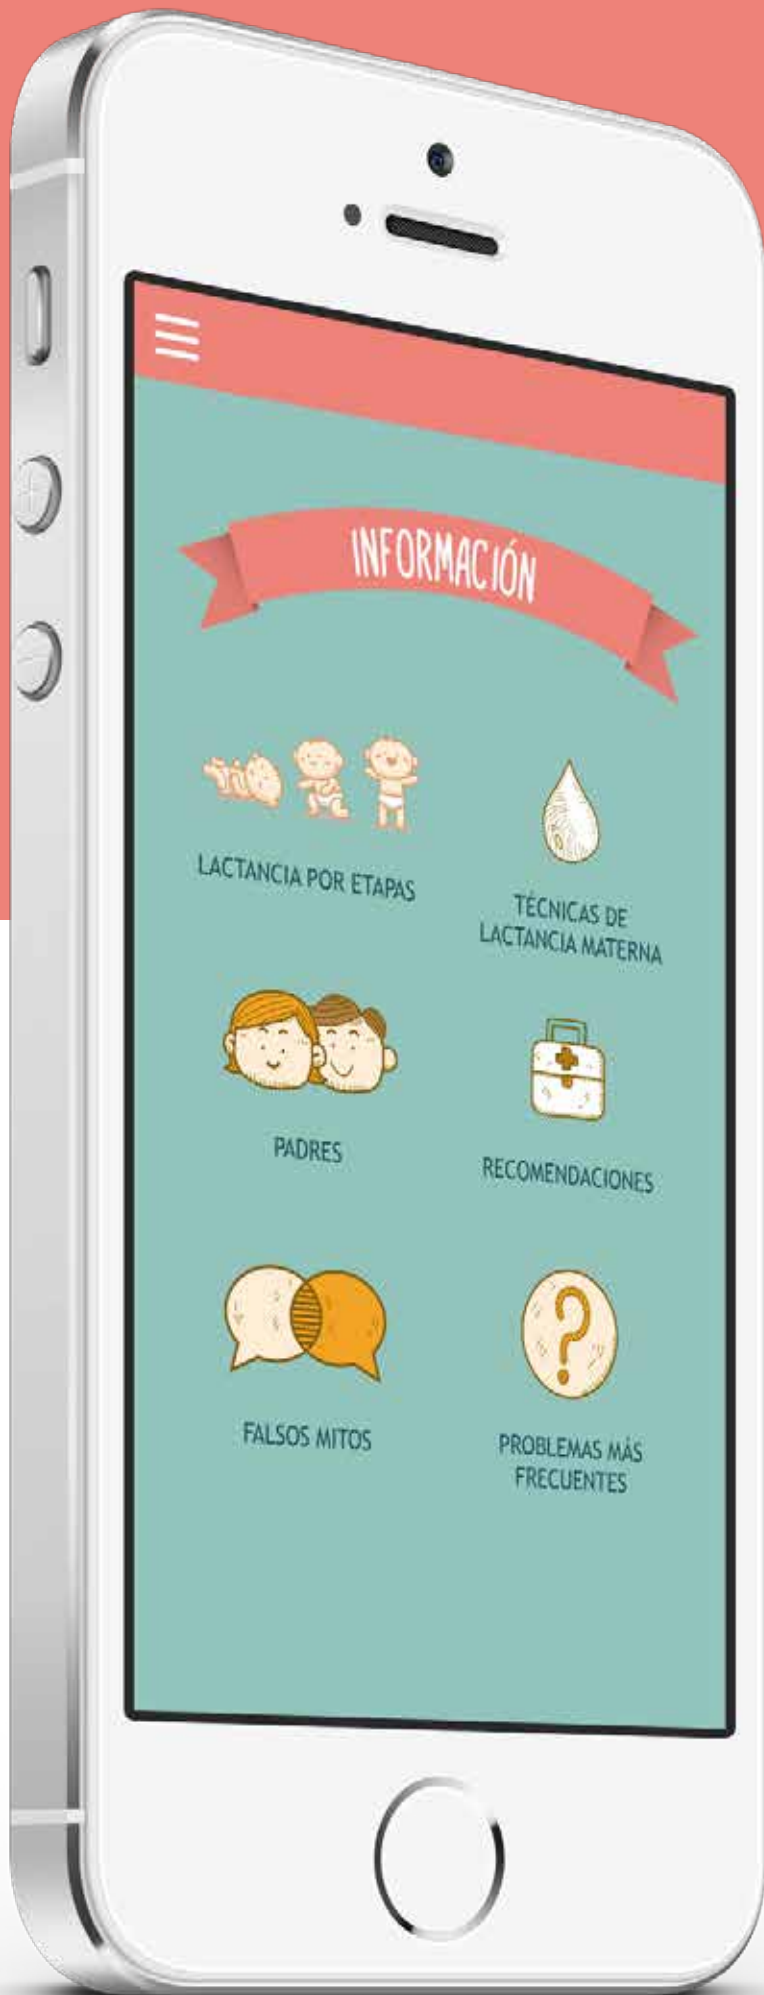 INFORMACIÓN
LACTANCIA POR ETAPAS
TÉCNICAS DE
LACTANCIA MATERNA
PADRES
RECOMENDACIONES
FALSOS MITOS
PROBLEMAS MÁS
FRECUENTES